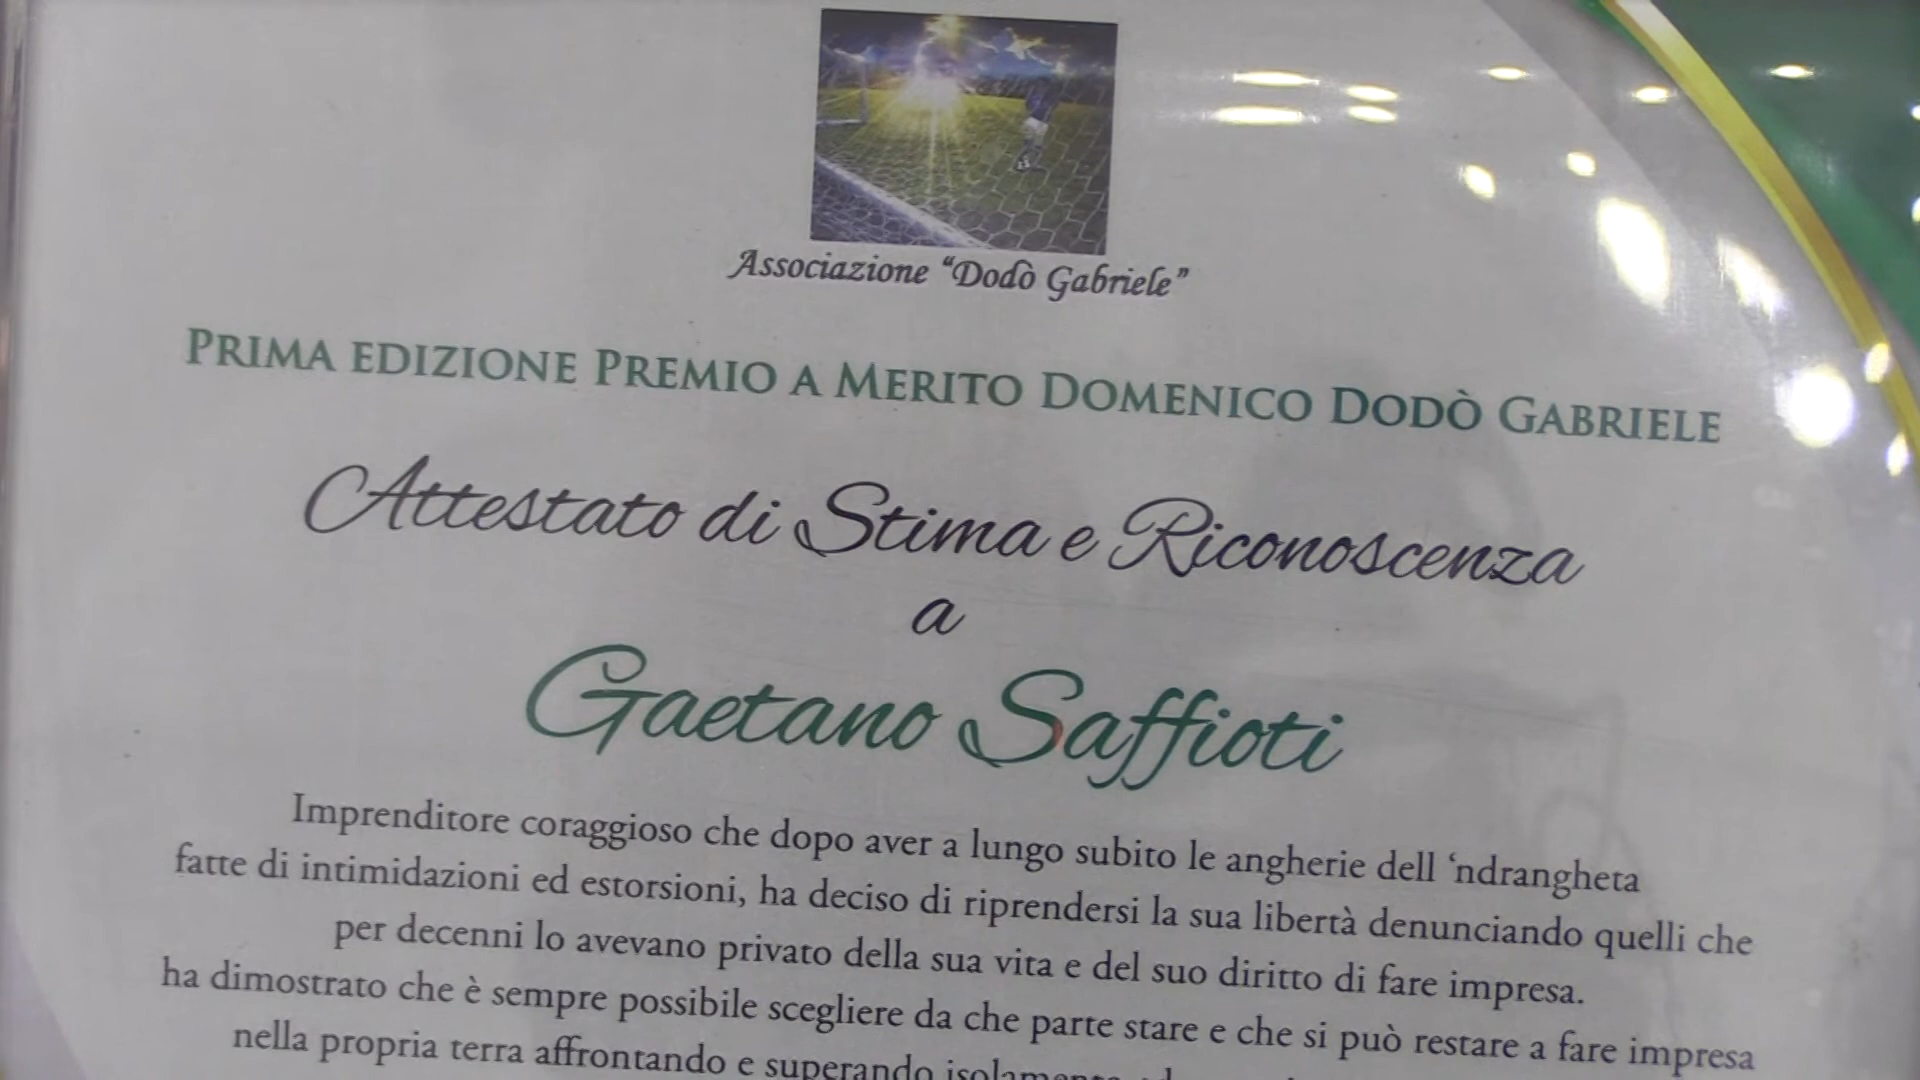 Associazione “Dodò Gabriele”
PRIMA EDIZIONE PREMIO A MERITO DOMENICO DODÒ GABRIELE
Attestato di Stima e Riconoscenza
a
Gaetano Saffioti
Imprenditore coraggioso che dopo aver a lungo subito le angherie dell ‘ndrangheta
fatte di intimidazioni ed estorsioni, ha deciso di riprendersi la sua libertà denunciando quelli che
per decenni lo avevano privato della sua vita e del suo diritto di fare impresa.
ha dimostrato che è sempre possibile scegliere da che parte stare e che si può restare a fare impresa
nella propria terra affrontando e superando